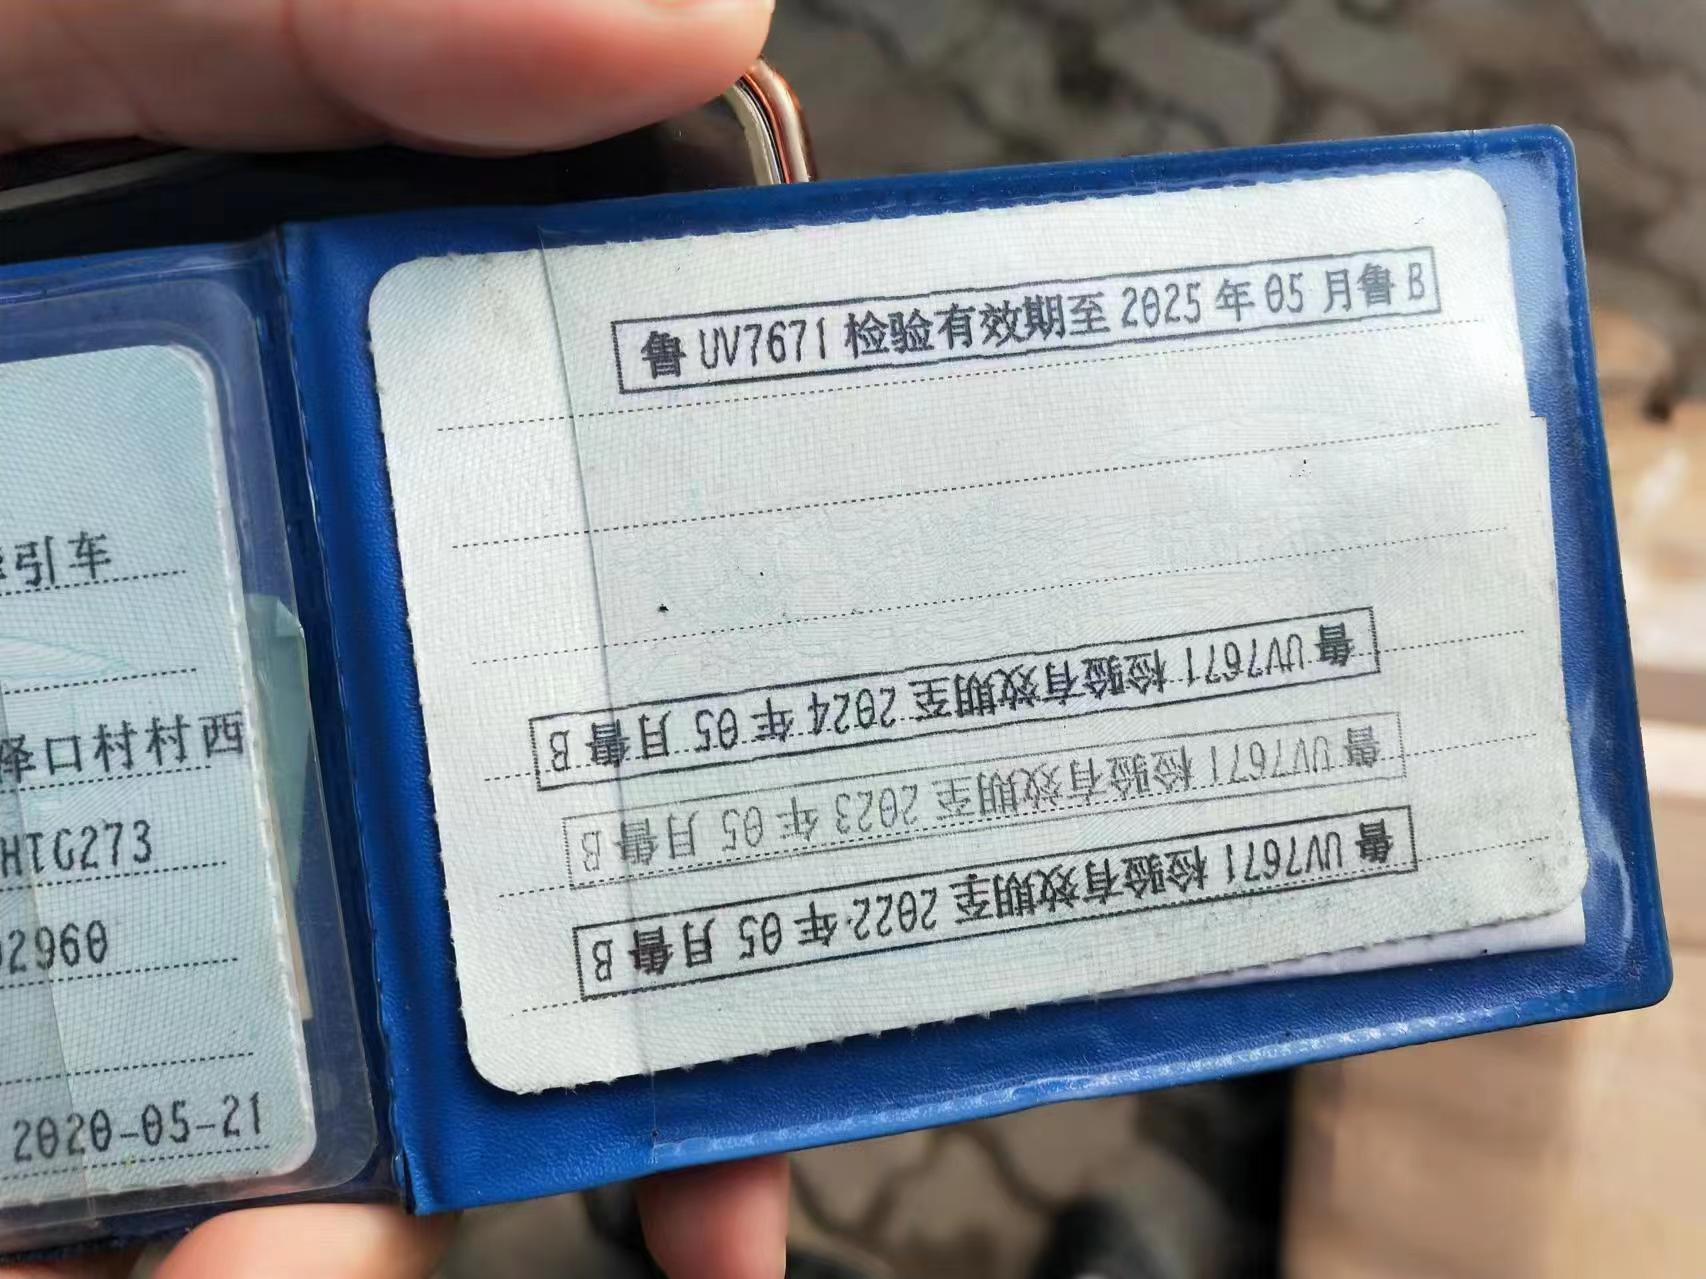 引车
口村村西
HTG273
02960
2020-05-21
鲁UV7671检验有效期至2025年05月鲁B
鲁UV7671检验有效期至2024年05月鲁B
鲁UV7671检验有效期至2023年05月鲁B
鲁UV7671检验有效期至2022年05月鲁B